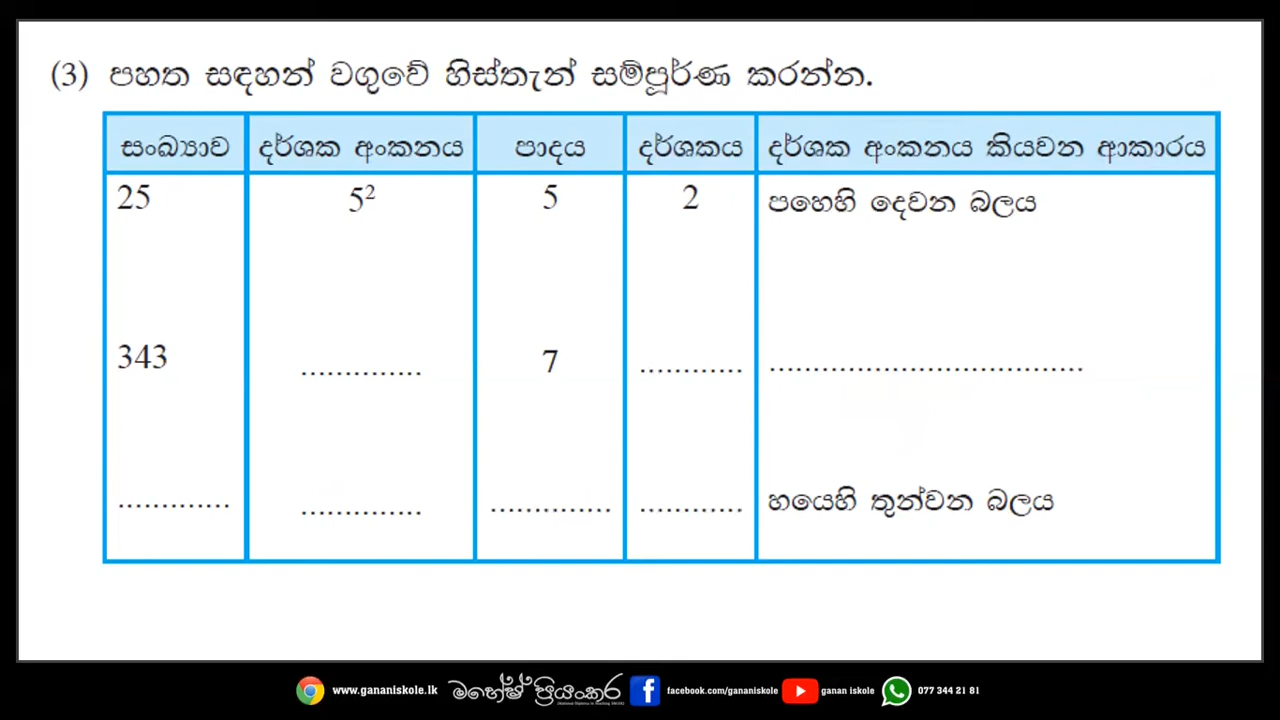 (3) පහත සඳහන් වගුවේ හිස්තැන් සම්පූර්ණ කරන්න.
සංඛ්‍යාව දර්ශක අංකනය පාදය දර්ශකය දර්ශක අංකනය කියවන ආකාරය
25 5² 5 2 පහෙහි දෙවන බලය
343 .............. 7 ............ ....................................
............. .............. .............. ............ හයෙහි තුන්වන බලය
www.gananiskole.lk මහේෂ් ප්‍රියංකර facebook.com/gananiskole ganan iskole 077 344 21 81